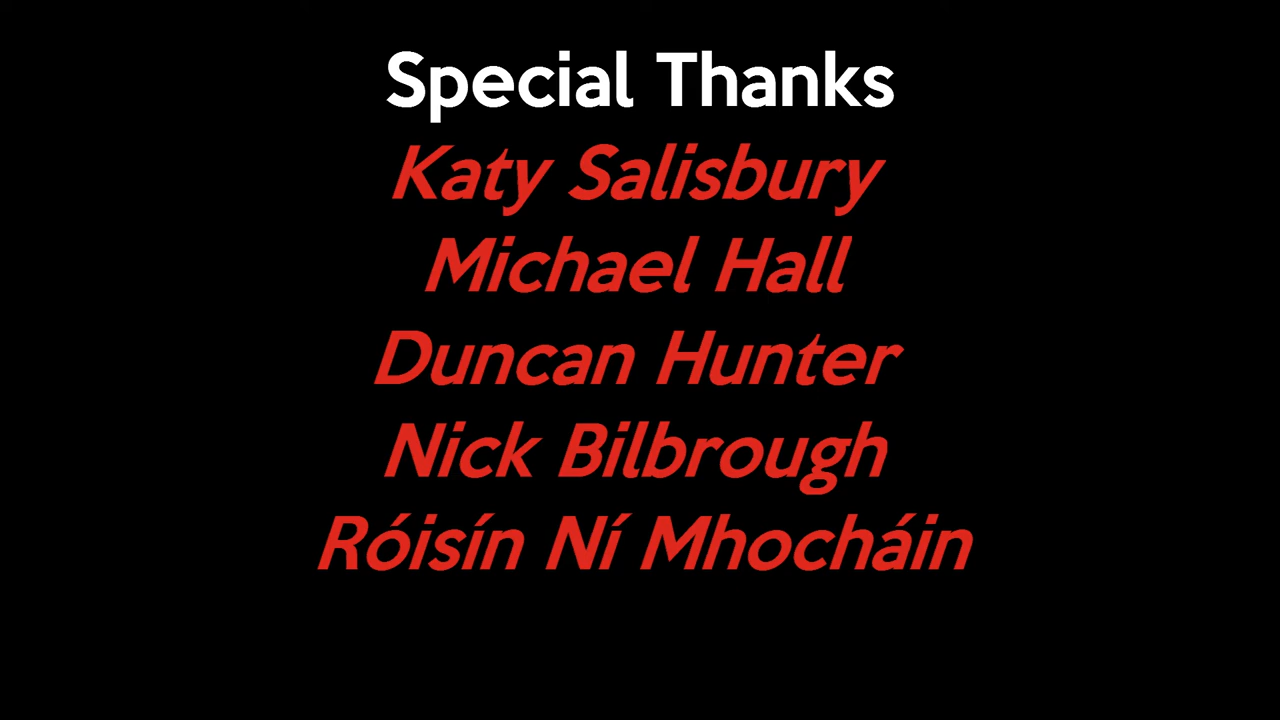 Special Thanks
Katy Salisbury
Michael Hall
Duncan Hunter
Nick Bilbrough
Róisín Ní Mhocháin